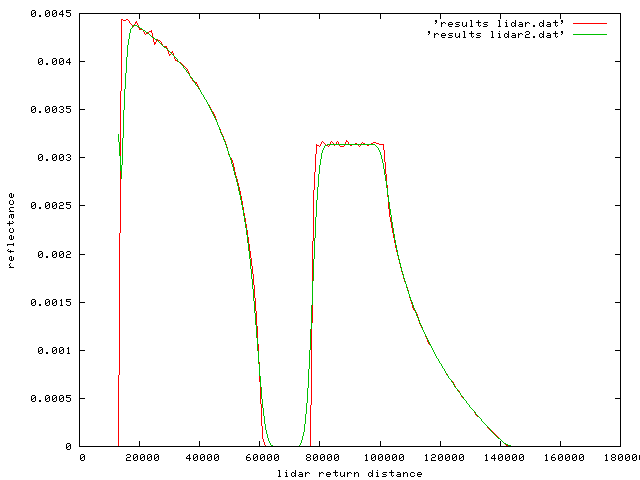 0.0045
'results lidar.dat'
'results lidar2.dat'
0.004
0.0035
0.003
0.0025
0.002
0.0015
0.001
0.0005
0
reflectance
0 20000 40000 60000 80000 100000 120000 140000 160000 18000
lidar return distance